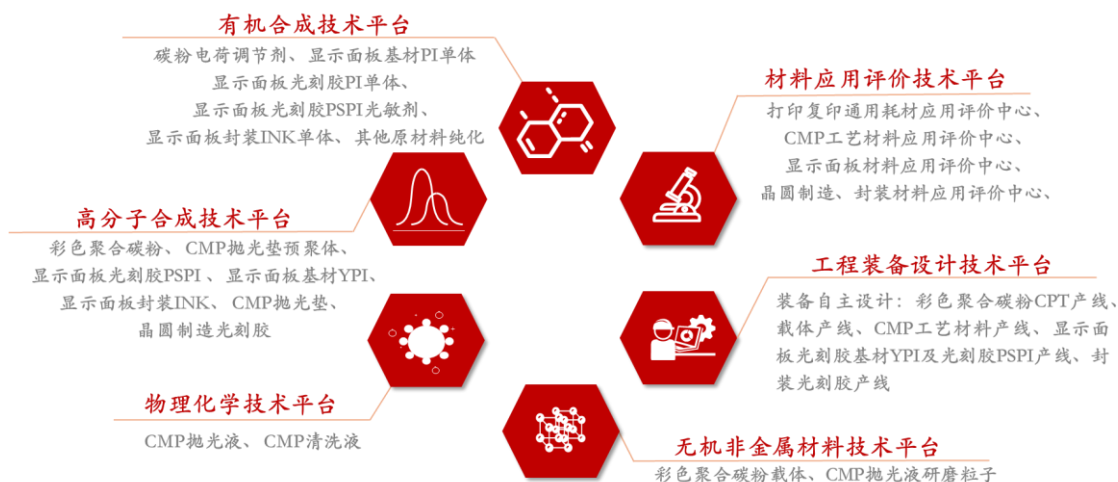 有机合成技术平台
碳粉电荷调节剂、显示面板基材PI单体
显示面板光刻胶PI单体、
显示面板光刻胶PSPI光敏剂、
显示面板封装INK单体、其他原材料纯化
高分子合成技术平台
彩色聚合碳粉、CMP抛光垫预聚体、
显示面板光刻胶PSPI 、显示面板基材YPI、
显示面板封装INK、CMP抛光垫、
晶圆制造光刻胶
物理化学技术平台
CMP抛光液、CMP清洗液
材料应用评价技术平台
打印复印通用耗材应用评价中心、
CMP工艺材料应用评价中心、
显示面板材料应用评价中心、
晶圆制造、封装材料应用评价中心、
工程装备设计技术平台
装备自主设计：彩色聚合碳粉CPT产线、
载体产线、CMP工艺材料产线、显示面
板光刻胶基材YPI及光刻胶PSPI产线、封
装光刻胶产线
无机非金属材料技术平台
彩色聚合碳粉载体、CMP抛光液研磨粒子